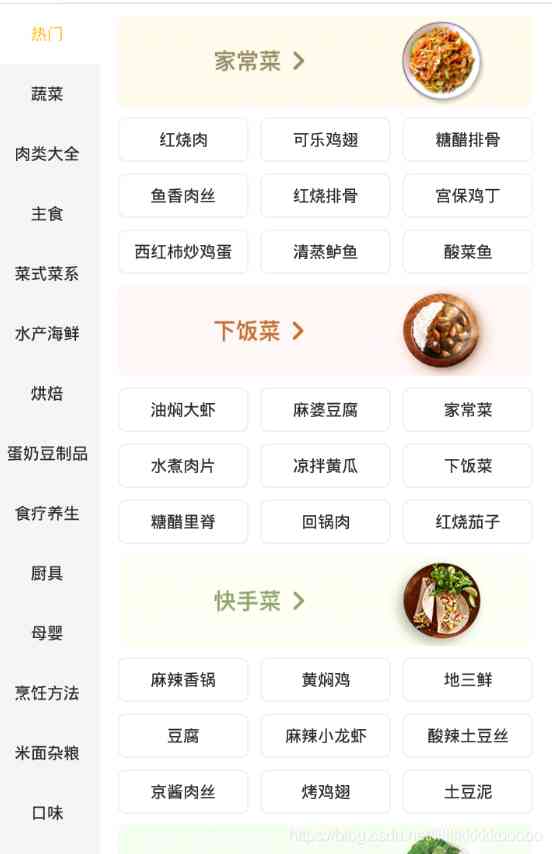 热门
蔬菜
肉类大全
主食
菜式菜系
水产海鲜
烘焙
蛋奶豆制品
食疗养生
厨具
母婴
烹饪方法
米面杂粮
口味
家常菜
红烧肉 可乐鸡翅 糖醋排骨
鱼香肉丝 红烧排骨 宫保鸡丁
西红柿炒鸡蛋 清蒸鲈鱼 酸菜鱼
下饭菜
油焖大虾 麻婆豆腐 家常菜
水煮肉片 凉拌黄瓜 下饭菜
糖醋里脊 回锅肉 红烧茄子
快手菜
麻辣香锅 黄焖鸡 地三鲜
豆腐 麻辣小龙虾 酸辣土豆丝
京酱肉丝 烤鸡翅 土豆泥